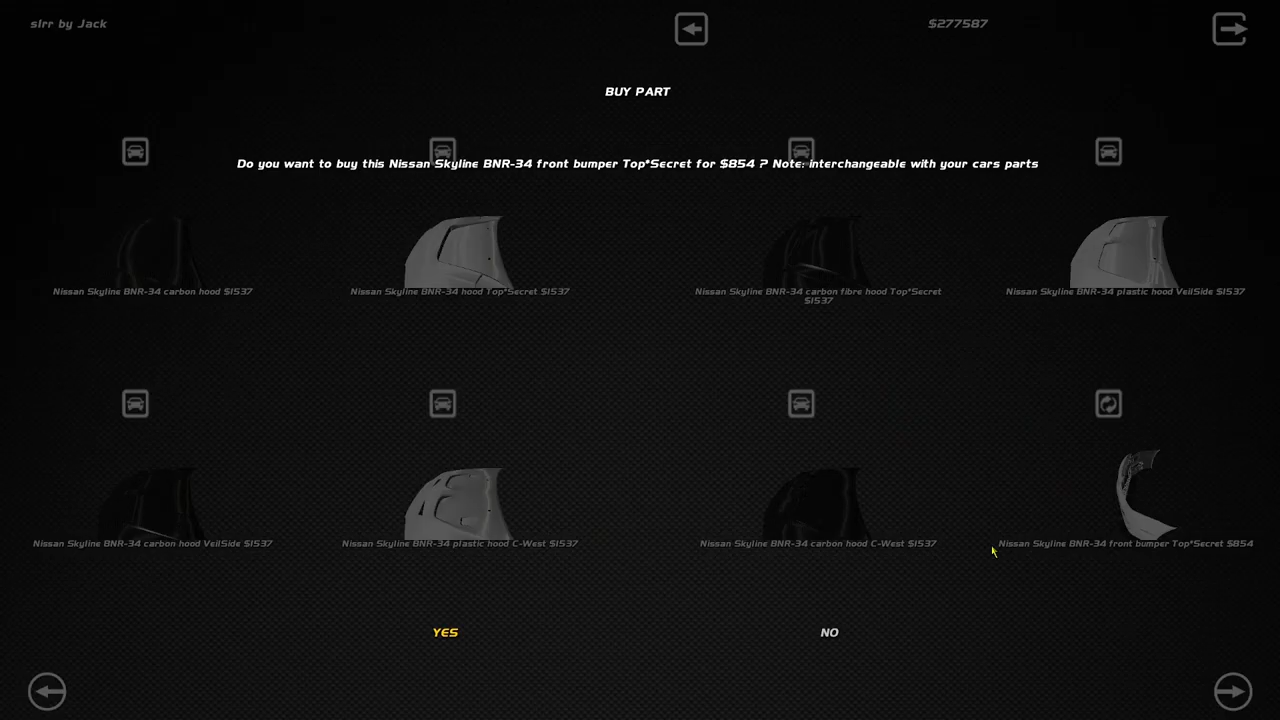 slrr by Jack
$277587
BUY PART
Do you want to buy this Nissan Skyline BNR-34 front bumper Top*Secret for $854 ? Note: interchangeable with your cars parts
Nissan Skyline BNR-34 carbon hood $1537
Nissan Skyline BNR-34 hood Top*Secret $1537
Nissan Skyline BNR-34 carbon fibre hood Top*Secret
$1537
Nissan Skyline BNR-34 plastic hood VeilSide $1537
Nissan Skyline BNR-34 carbon hood VeilSide $1537
Nissan Skyline BNR-34 plastic hood C-West $1537
Nissan Skyline BNR-34 carbon hood C-West $1537
Nissan Skyline BNR-34 front bumper Top*Secret $854
YES
NO